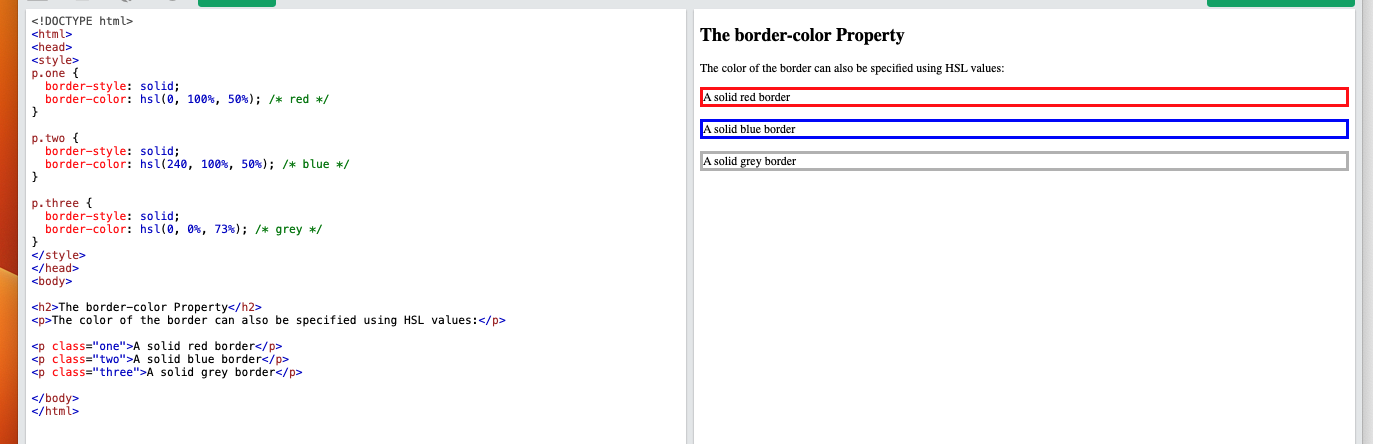 <!DOCTYPE html>
<html>
<head>
<style>
p.one {
  border-style: solid;
  border-color: hsl(0, 100%, 50%); /* red */
}

p.two {
  border-style: solid;
  border-color: hsl(240, 100%, 50%); /* blue */
}

p.three {
  border-style: solid;
  border-color: hsl(0, 0%, 73%); /* grey */
}
</style>
</head>
<body>

<h2>The border-color Property</h2>
<p>The color of the border can also be specified using HSL values:</p>

<p class="one">A solid red border</p>
<p class="two">A solid blue border</p>
<p class="three">A solid grey border</p>

</body>
</html>
The border-color Property
The color of the border can also be specified using HSL values:
A solid red border
A solid blue border
A solid grey border